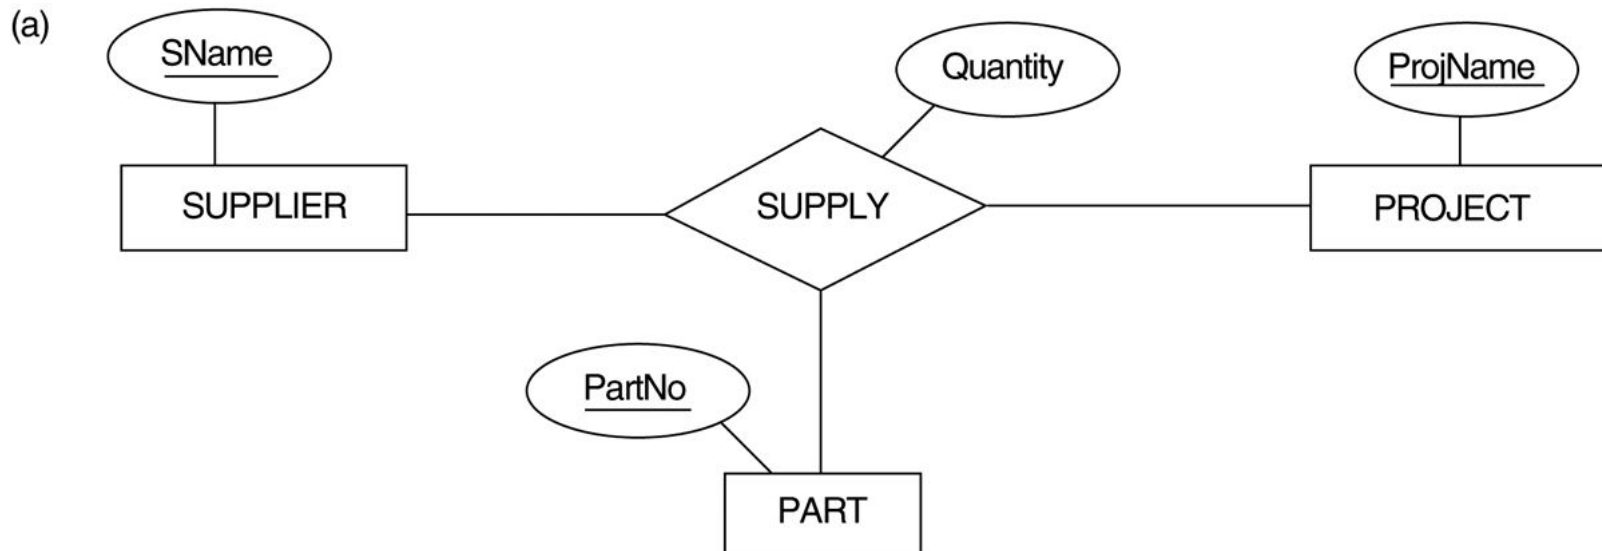 (a)
SName
Quantity
ProjName
SUPPLIER
SUPPLY
PROJECT
PartNo
PART